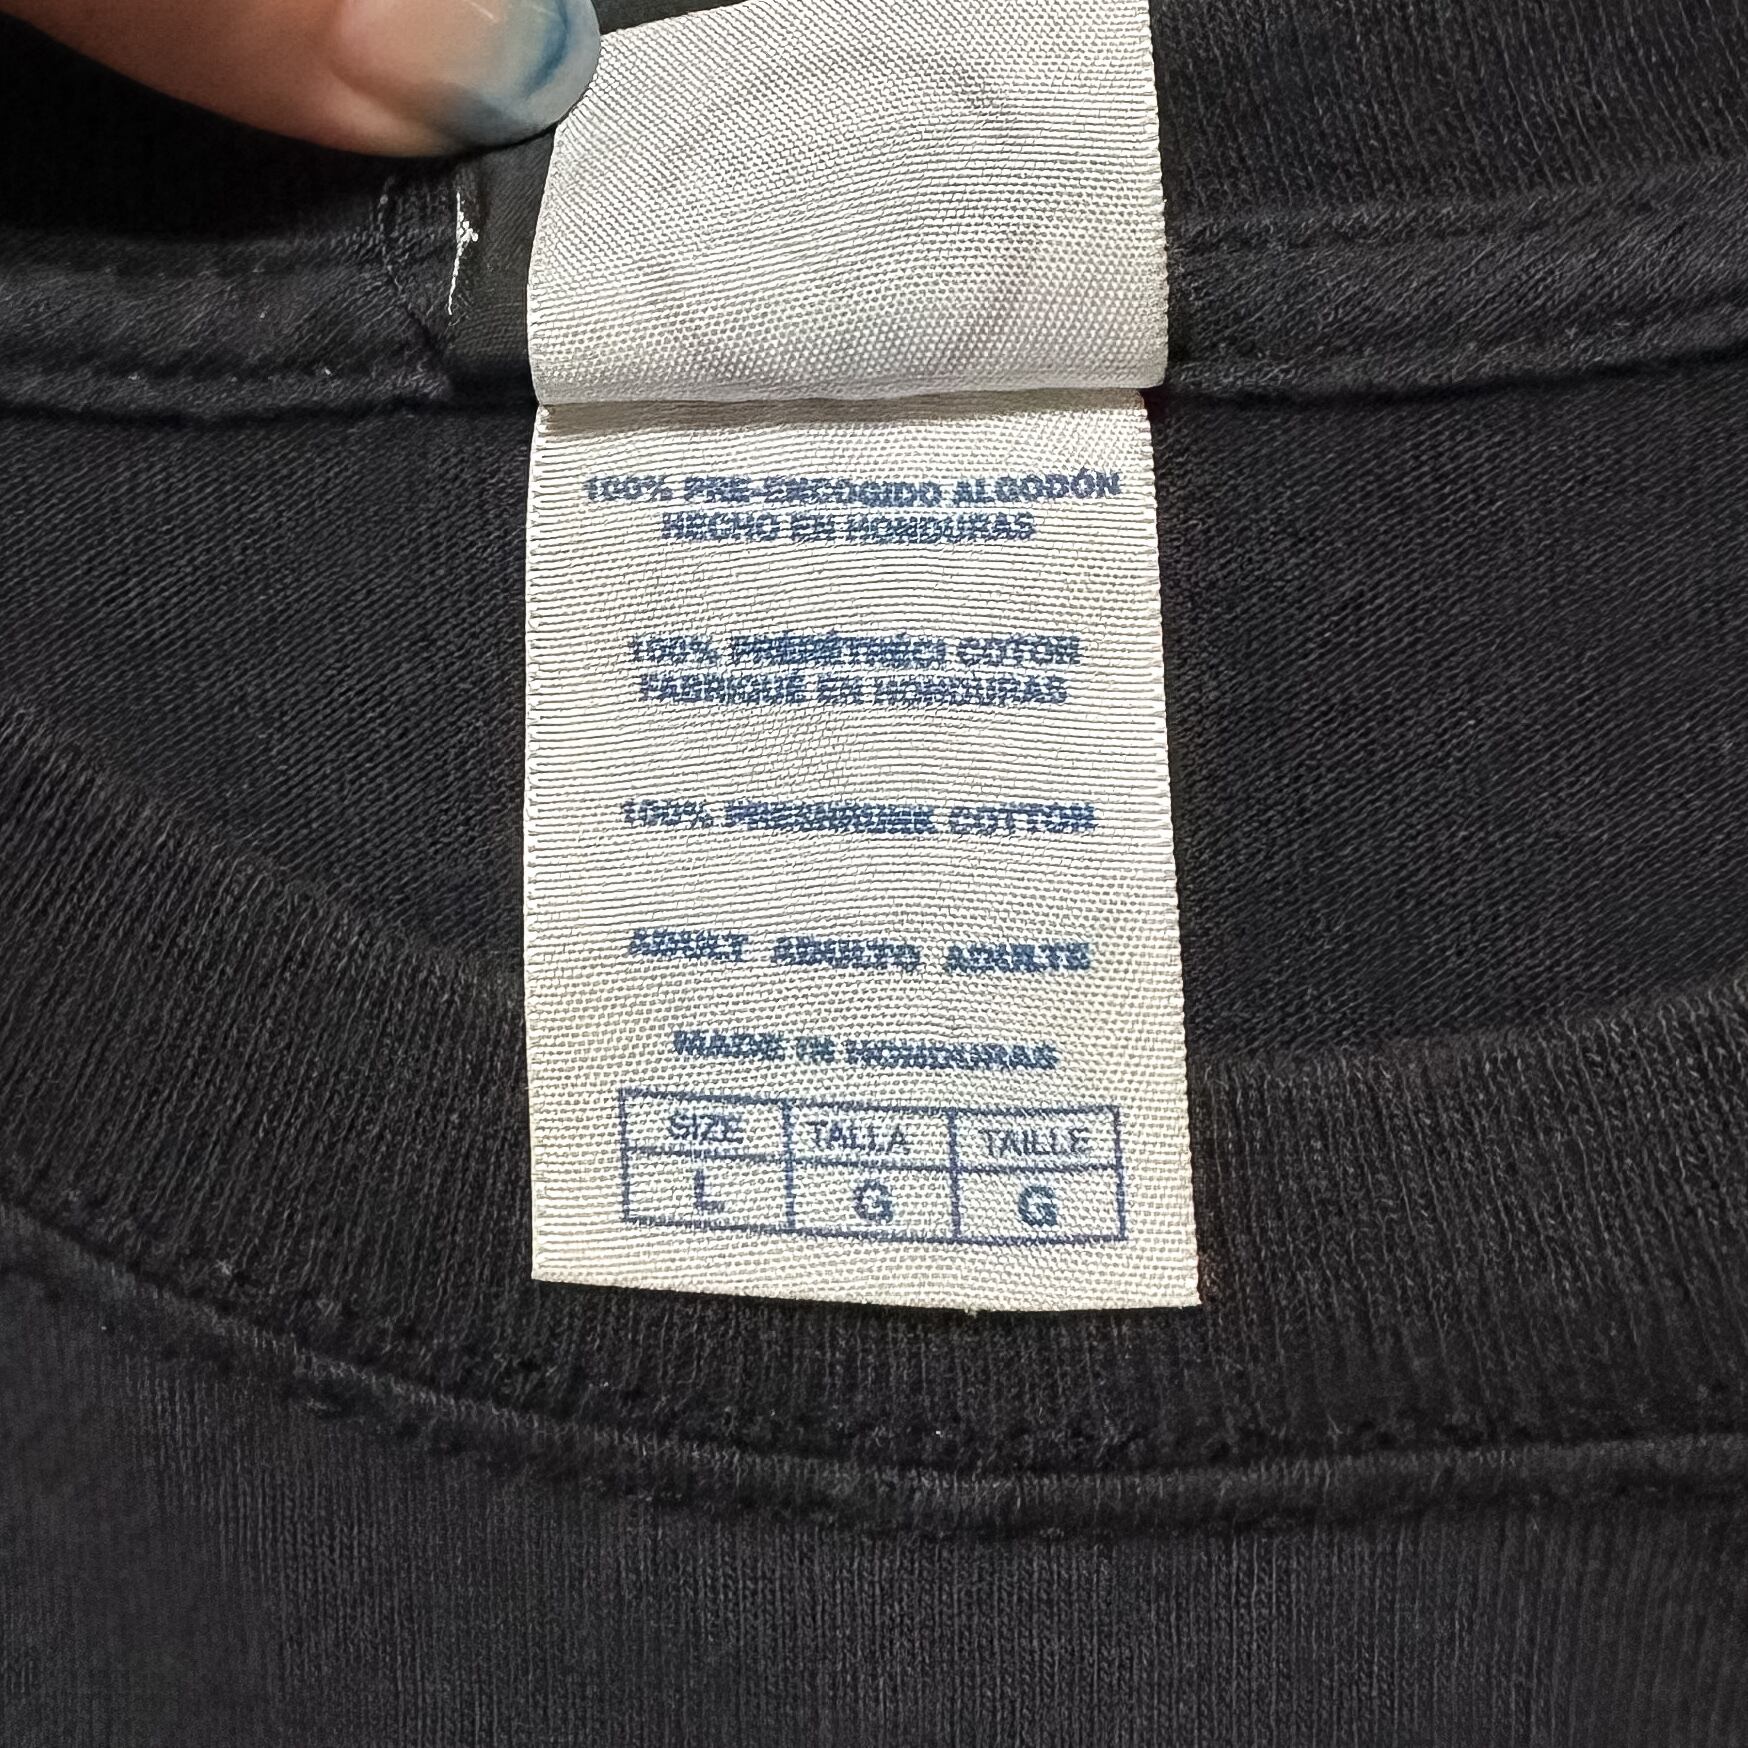 100% PRE-ENCOGIDO ALGODÓN
HECHO EN HONDURAS
100% PRÉRÉTRÉCI COTON
FABRIQUÉ EN HONDURAS
100% PRESHRUNK COTTON
ADULT ADULTO ADULTE
MADE IN HONDURAS
SIZE TALLA TAILLE
L G G